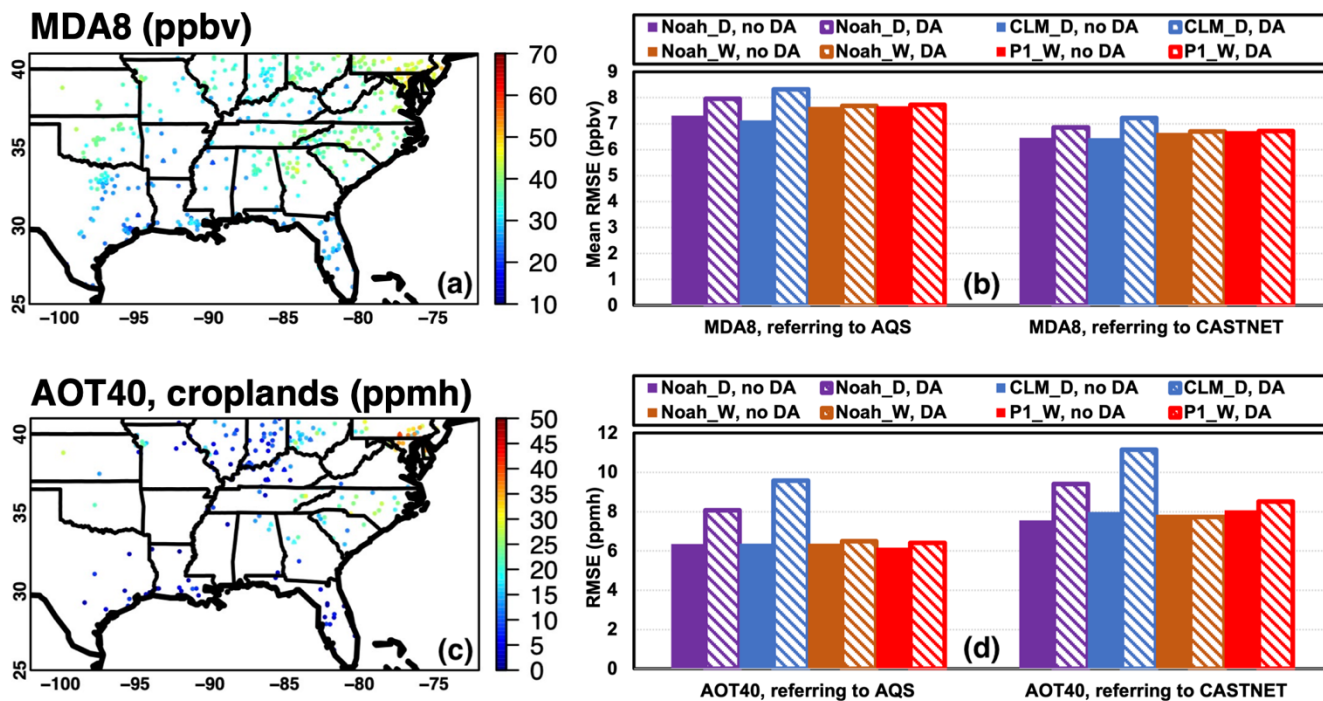 MDA8 (ppbv)
40
35
30
25
−100 −95 −90 −85 −80 −75
(a)
70
60
50
40
30
20
10
Noah_D, no DA Noah_D, DA CLM_D, no DA CLM_D, DA
Noah_W, no DA Noah_W, DA P1_W, no DA P1_W, DA
Mean RMSE (ppbv)
9
8
7
6
5
4
3
2
1
0
(b)
MDA8, referring to AQS MDA8, referring to CASTNET
AOT40, croplands (ppmh)
40
35
30
25
−100 −95 −90 −85 −80 −75
(c)
50
45
40
35
30
25
20
15
10
5
0
Noah_D, no DA Noah_D, DA CLM_D, no DA CLM_D, DA
Noah_W, no DA Noah_W, DA P1_W, no DA P1_W, DA
RMSE (ppmh)
12
10
8
6
4
2
0
(d)
AOT40, referring to AQS AOT40, referring to CASTNET